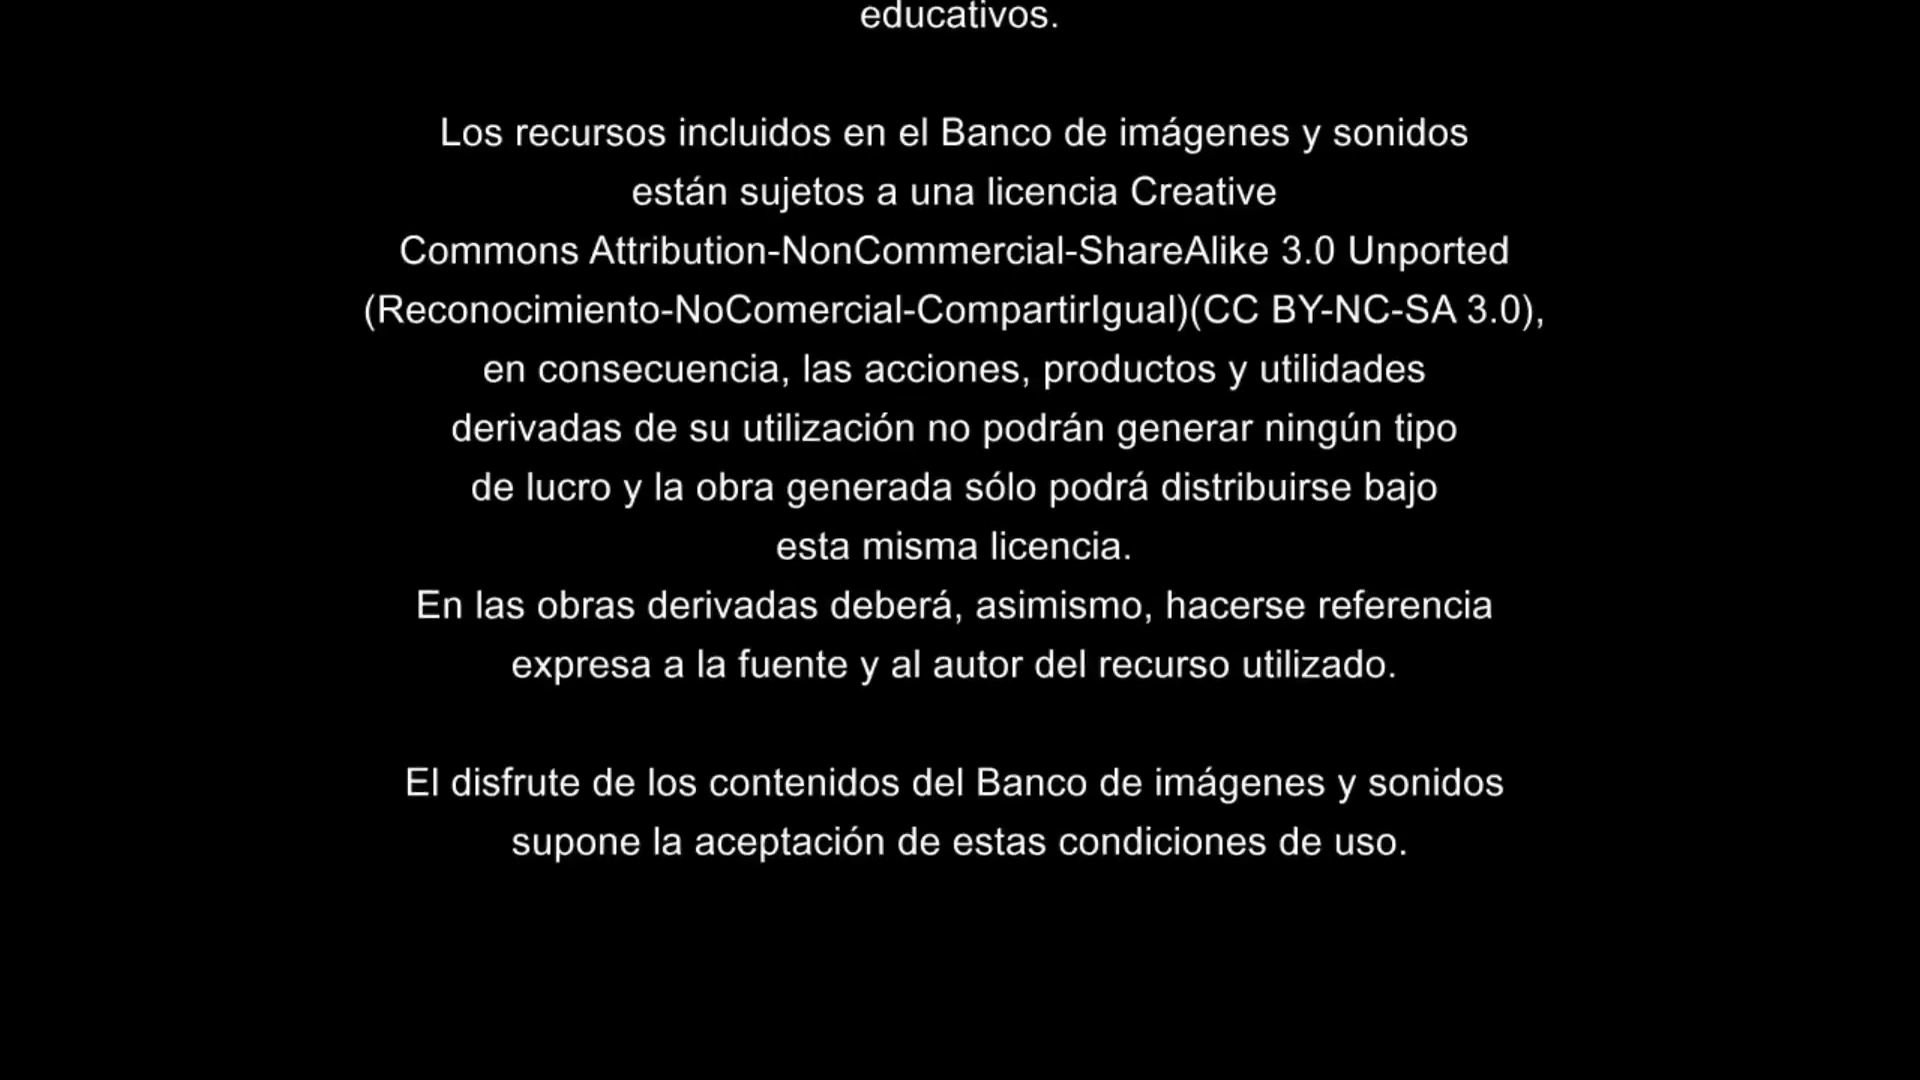 educativos.
Los recursos incluidos en el Banco de imágenes y sonidos
están sujetos a una licencia Creative
Commons Attribution-NonCommercial-ShareAlike 3.0 Unported
(Reconocimiento-NoComercial-CompartirIgual)(CC BY-NC-SA 3.0),
en consecuencia, las acciones, productos y utilidades
derivadas de su utilización no podrán generar ningún tipo
de lucro y la obra generada sólo podrá distribuirse bajo
esta misma licencia.
En las obras derivadas deberá, asimismo, hacerse referencia
expresa a la fuente y al autor del recurso utilizado.
El disfrute de los contenidos del Banco de imágenes y sonidos
supone la aceptación de estas condiciones de uso.